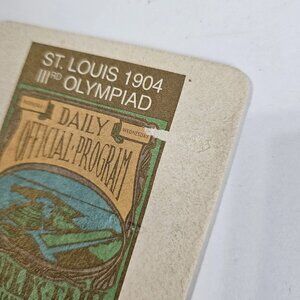 ST. LOUIS 1904
IIIRD OLYMPIAD
DAILY
OFFICIAL PROGRAM
WEDNESDAY